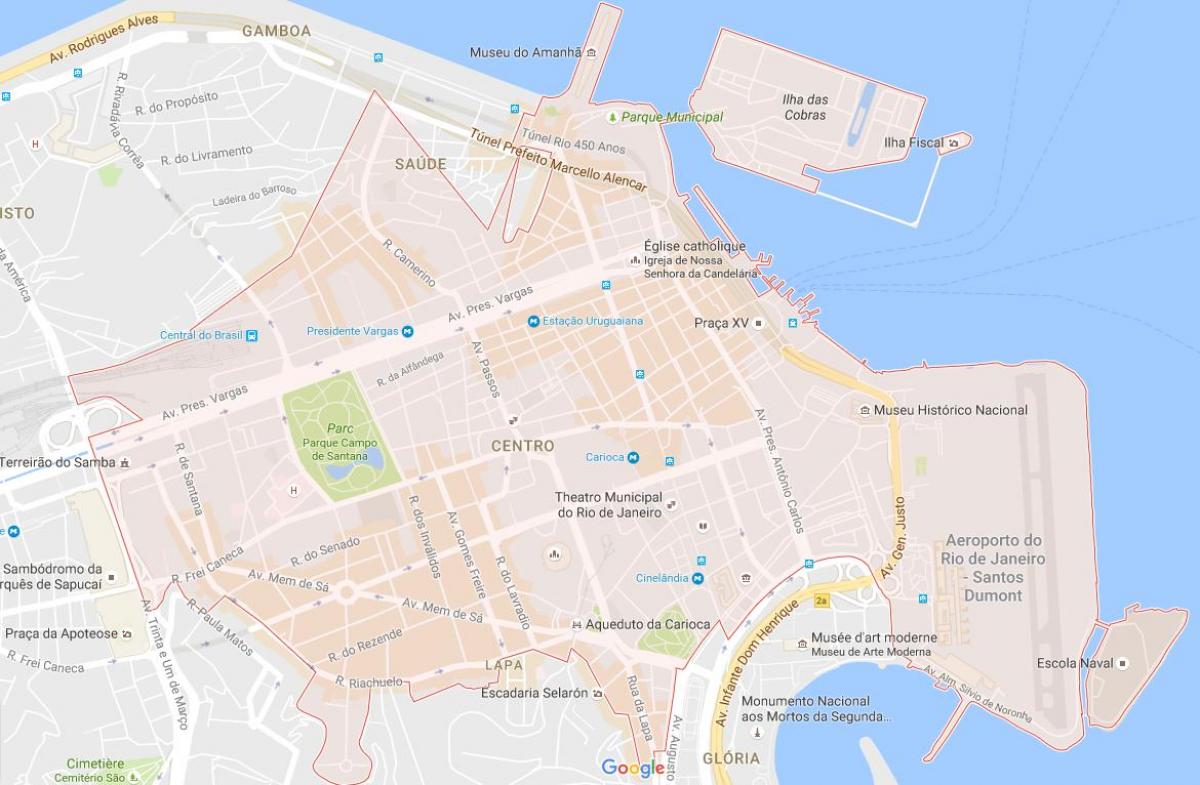 Av. Rodrigues Alves
GAMBOA
Museu do Amanhã
Ilha das
Cobras
Ilha Fiscal
Parque Municipal
Túnel Rio 450 Anos
Túnel Prefeito Marcello Alencar
R. do Propósito
R. Rivadávia Corrêa
H
R. do Livramento
SAÚDE
Ladeira do Barroso
ISTO
da América
R. Camerino
Église catholique
Igreja de Nossa
Senhora da Candelária
Av. Pres. Vargas
Estação Uruguaiana
Praça XV
Central do Brasil
Presidente Vargas
R. da Alfândega
Av. Passos
Av. Pres. Vargas
Museu Histórico Nacional
Parc
Parque Campo
de Santana
CENTRO
Carioca
Av. Pres. Antônio Carlos
Terreirão do Samba
R. de Santana
H
Theatro Municipal
do Rio de Janeiro
R. dos Inválidos
Av. Gomes Freire
R. do Lavradio
Av. Gen. Justo
Aeroporto do
Rio de Janeiro
- Santos
Dumont
e
R. do Senado
R. Frei Caneca
Sambódromo da
rquês de Sapucaí
Av. Mem de Sá
Cinelândia
2a
Av. Mem de Sá
Av. Trinta e Um de Março
R. Paula Matos
Praça da Apoteose
R. Frei Caneca
R. do Rezende
Aqueduto da Carioca
Av. Infante Dom Henrique
Musée d'art moderne
Museu de Arte Moderna
Escola Naval
LAPA
R. Riachuelo
Escadaria Selarón
Rua da Lapa
Av. Augusto
Av. Alm. Silvio de Noronha
Monumento Nacional
aos Mortos da Segunda...
GLÓRIA
Cimetière
Cemitério São
Google